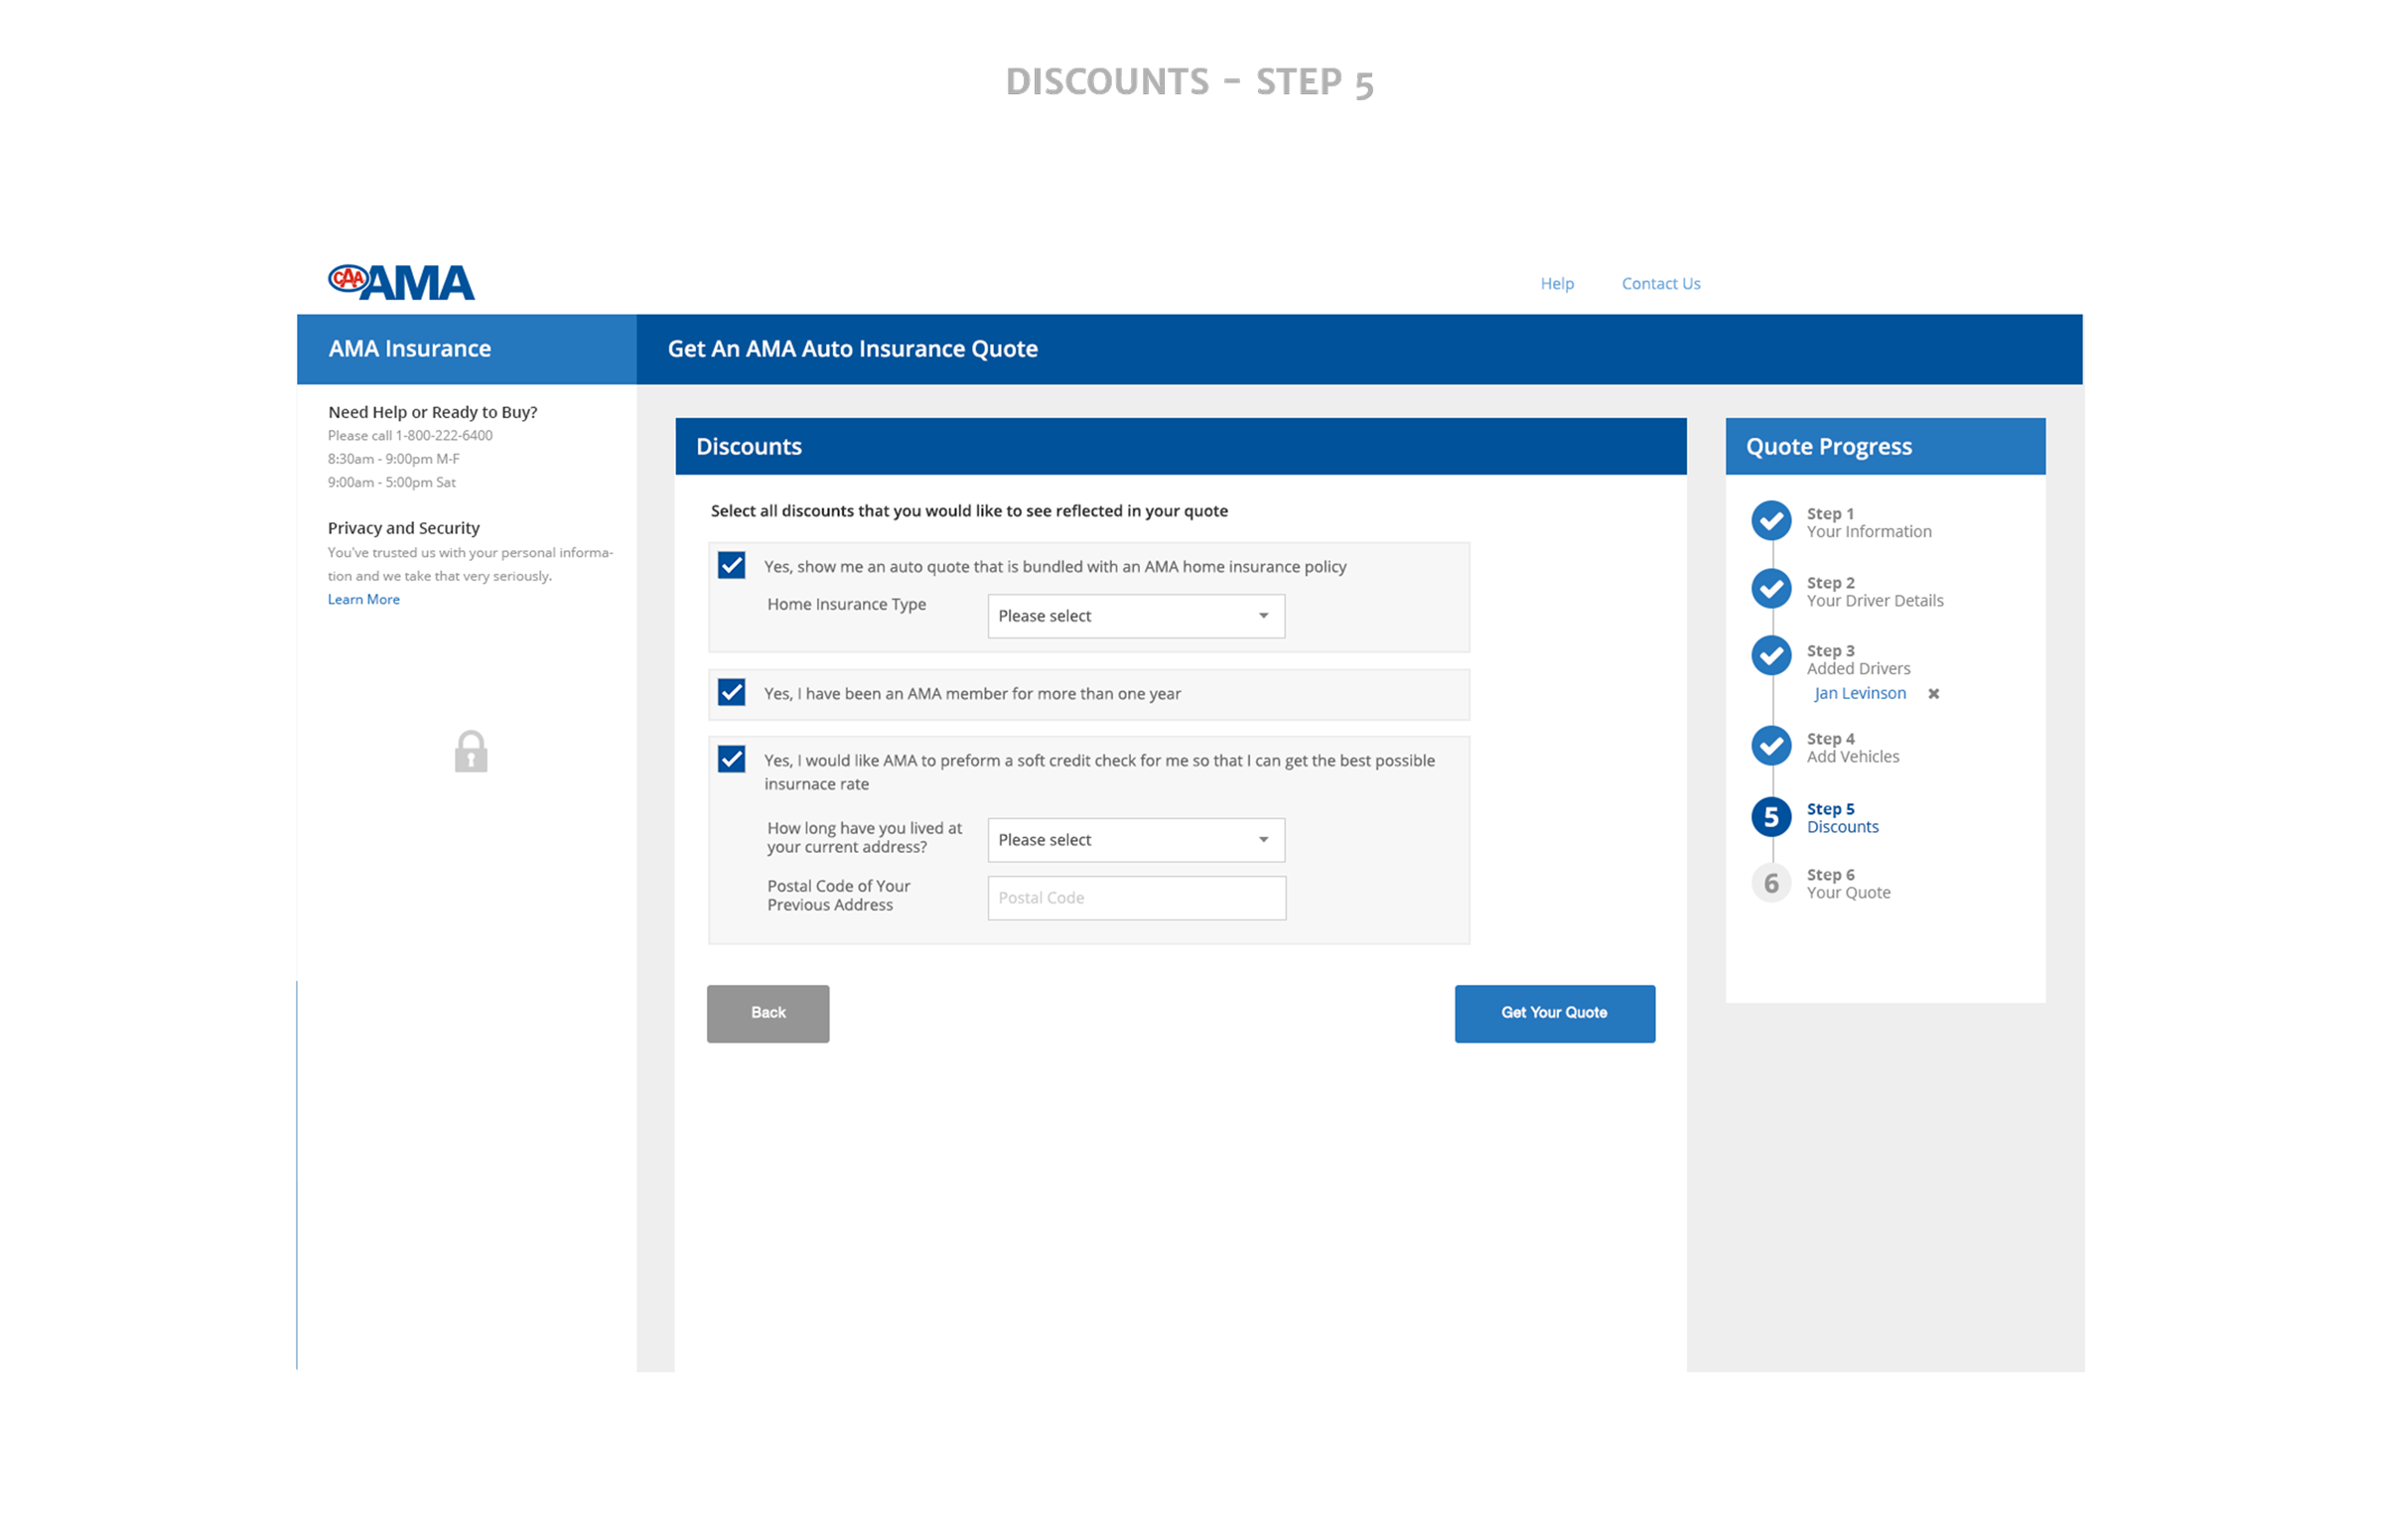 DISCOUNTS - STEP 5
CAA AMA
Help
Contact Us
AMA Insurance
Get An AMA Auto Insurance Quote
Need Help or Ready to Buy?
Please call 1-800-222-6400
8:30am - 9:00pm M-F
9:00am - 5:00pm Sat
Privacy and Security
You've trusted us with your personal informa-
tion and we take that very seriously.
Learn More
Discounts
Select all discounts that you would like to see reflected in your quote
Yes, show me an auto quote that is bundled with an AMA home insurance policy
Home Insurance Type
Please select
Yes, I have been an AMA member for more than one year
Yes, I would like AMA to preform a soft credit check for me so that I can get the best possible
insurnace rate
How long have you lived at
your current address?
Please select
Postal Code of Your
Previous Address
Postal Code
Back
Get Your Quote
Quote Progress
Step 1
Your Information
Step 2
Your Driver Details
Step 3
Added Drivers
Jan Levinson
Step 4
Add Vehicles
5
Step 5
Discounts
6
Step 6
Your Quote